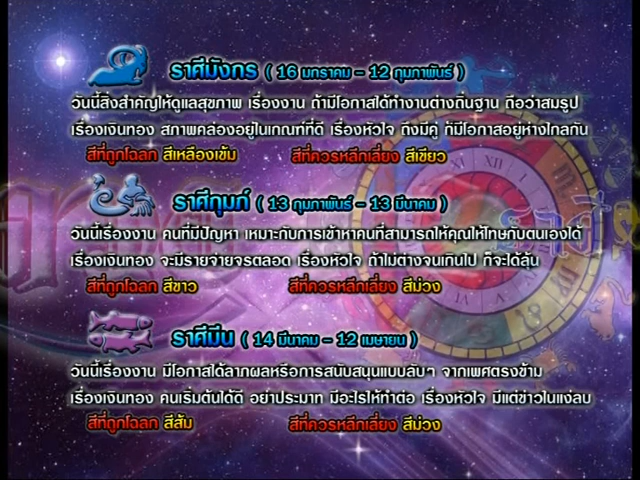 ราศีมังกร ( 16 มกราคม - 12 กุมภาพันธ์ )
วันนี้สิ่งสำคัญให้ดูแลสุขภาพ เรื่องงาน ถ้ามีโอกาสได้ทำงานต่างถิ่นฐาน ถือว่าสมรูป
เรื่องเงินทอง สภาพคล่องอยู่ในเกณฑ์ที่ดี เรื่องหัวใจ ถึงมีคู่ ก็มีโอกาสอยู่ห่างไกลกัน
สีที่ถูกโฉลก สีเหลืองเข้ม สีที่ควรหลีกเลี่ยง สีเขียว
ราศีกุมภ์ ( 13 กุมภาพันธ์ - 13 มีนาคม )
วันนี้เรื่องงาน คนที่มีปัญหา เหมาะกับการเข้าหาคนที่สามารถให้คุณให้โทษกับตนเองได้
เรื่องเงินทอง จะมีรายจ่ายจรตลอด เรื่องหัวใจ ถ้าไม่ต่างจนเกินไป ก็จะได้ลุ้น
สีที่ถูกโฉลก สีขาว สีที่ควรหลีกเลี่ยง สีม่วง
ราศีมีน ( 14 มีนาคม - 12 เมษายน )
วันนี้เรื่องงาน มีโอกาสได้ลาภผลหรือการสนับสนุนแบบลับๆ จากเพศตรงข้าม
เรื่องเงินทอง คนเริ่มต้นได้ดี อย่าประมาท มีอะไรให้ทำต่อ เรื่องหัวใจ มีแต่ข่าวในแง่ลบ
สีที่ถูกโฉลก สีส้ม สีที่ควรหลีกเลี่ยง สีม่วง